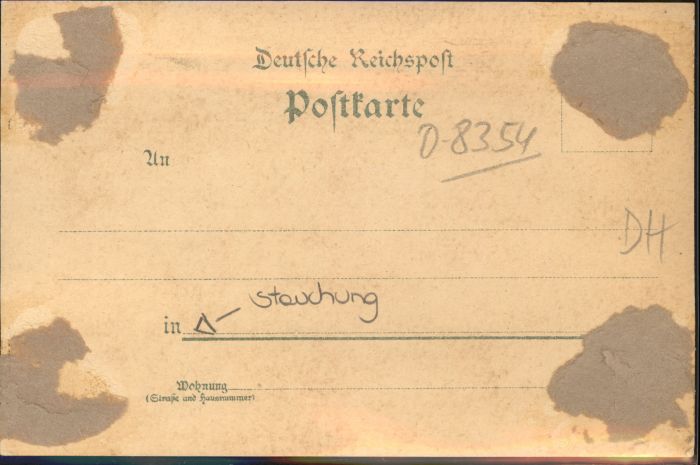 Deutsche Reichspost
Postkarte
D-8354
An
DH
Stauchung
in
Wohnung
(Straße und Hausnummer)